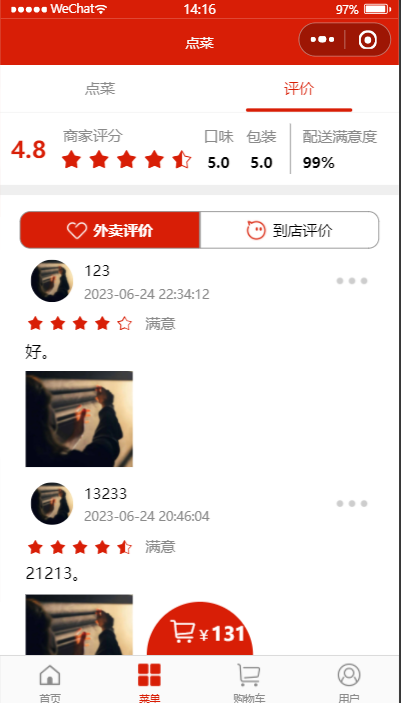 WeChat 14:16 97%
点菜
点菜 评价
4.8 商家评分 口味 包装 配送满意度
5.0 5.0 99%
外卖评价 到店评价
123
2023-06-24 22:34:12
满意
好。
13233
2023-06-24 20:46:04
满意
21213。
¥131
首页 菜单 购物车 用户